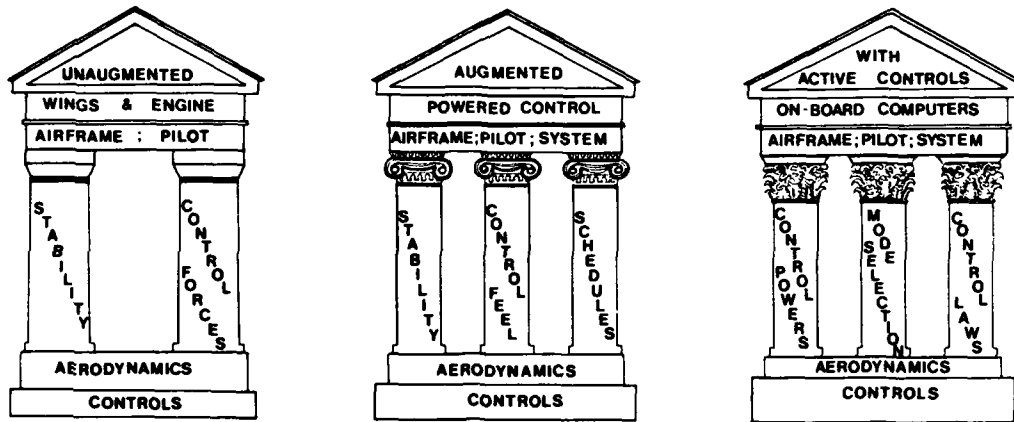 UNAUGMENTED
WINGS & ENGINE
AIRFRAME ; PILOT
STABILITY
CONTROL FORCES
AERODYNAMICS
CONTROLS
AUGMENTED
POWERED CONTROL
AIRFRAME; PILOT; SYSTEM
STABILITY
CONTROL FEEL
SCHEDULES
AERODYNAMICS
CONTROLS
WITH
ACTIVE CONTROLS
ON-BOARD COMPUTERS
AIRFRAME; PILOT; SYSTEM
CONTROL POWERS
MODE SELECTION
CONTROL LAWS
AERODYNAMICS
CONTROLS